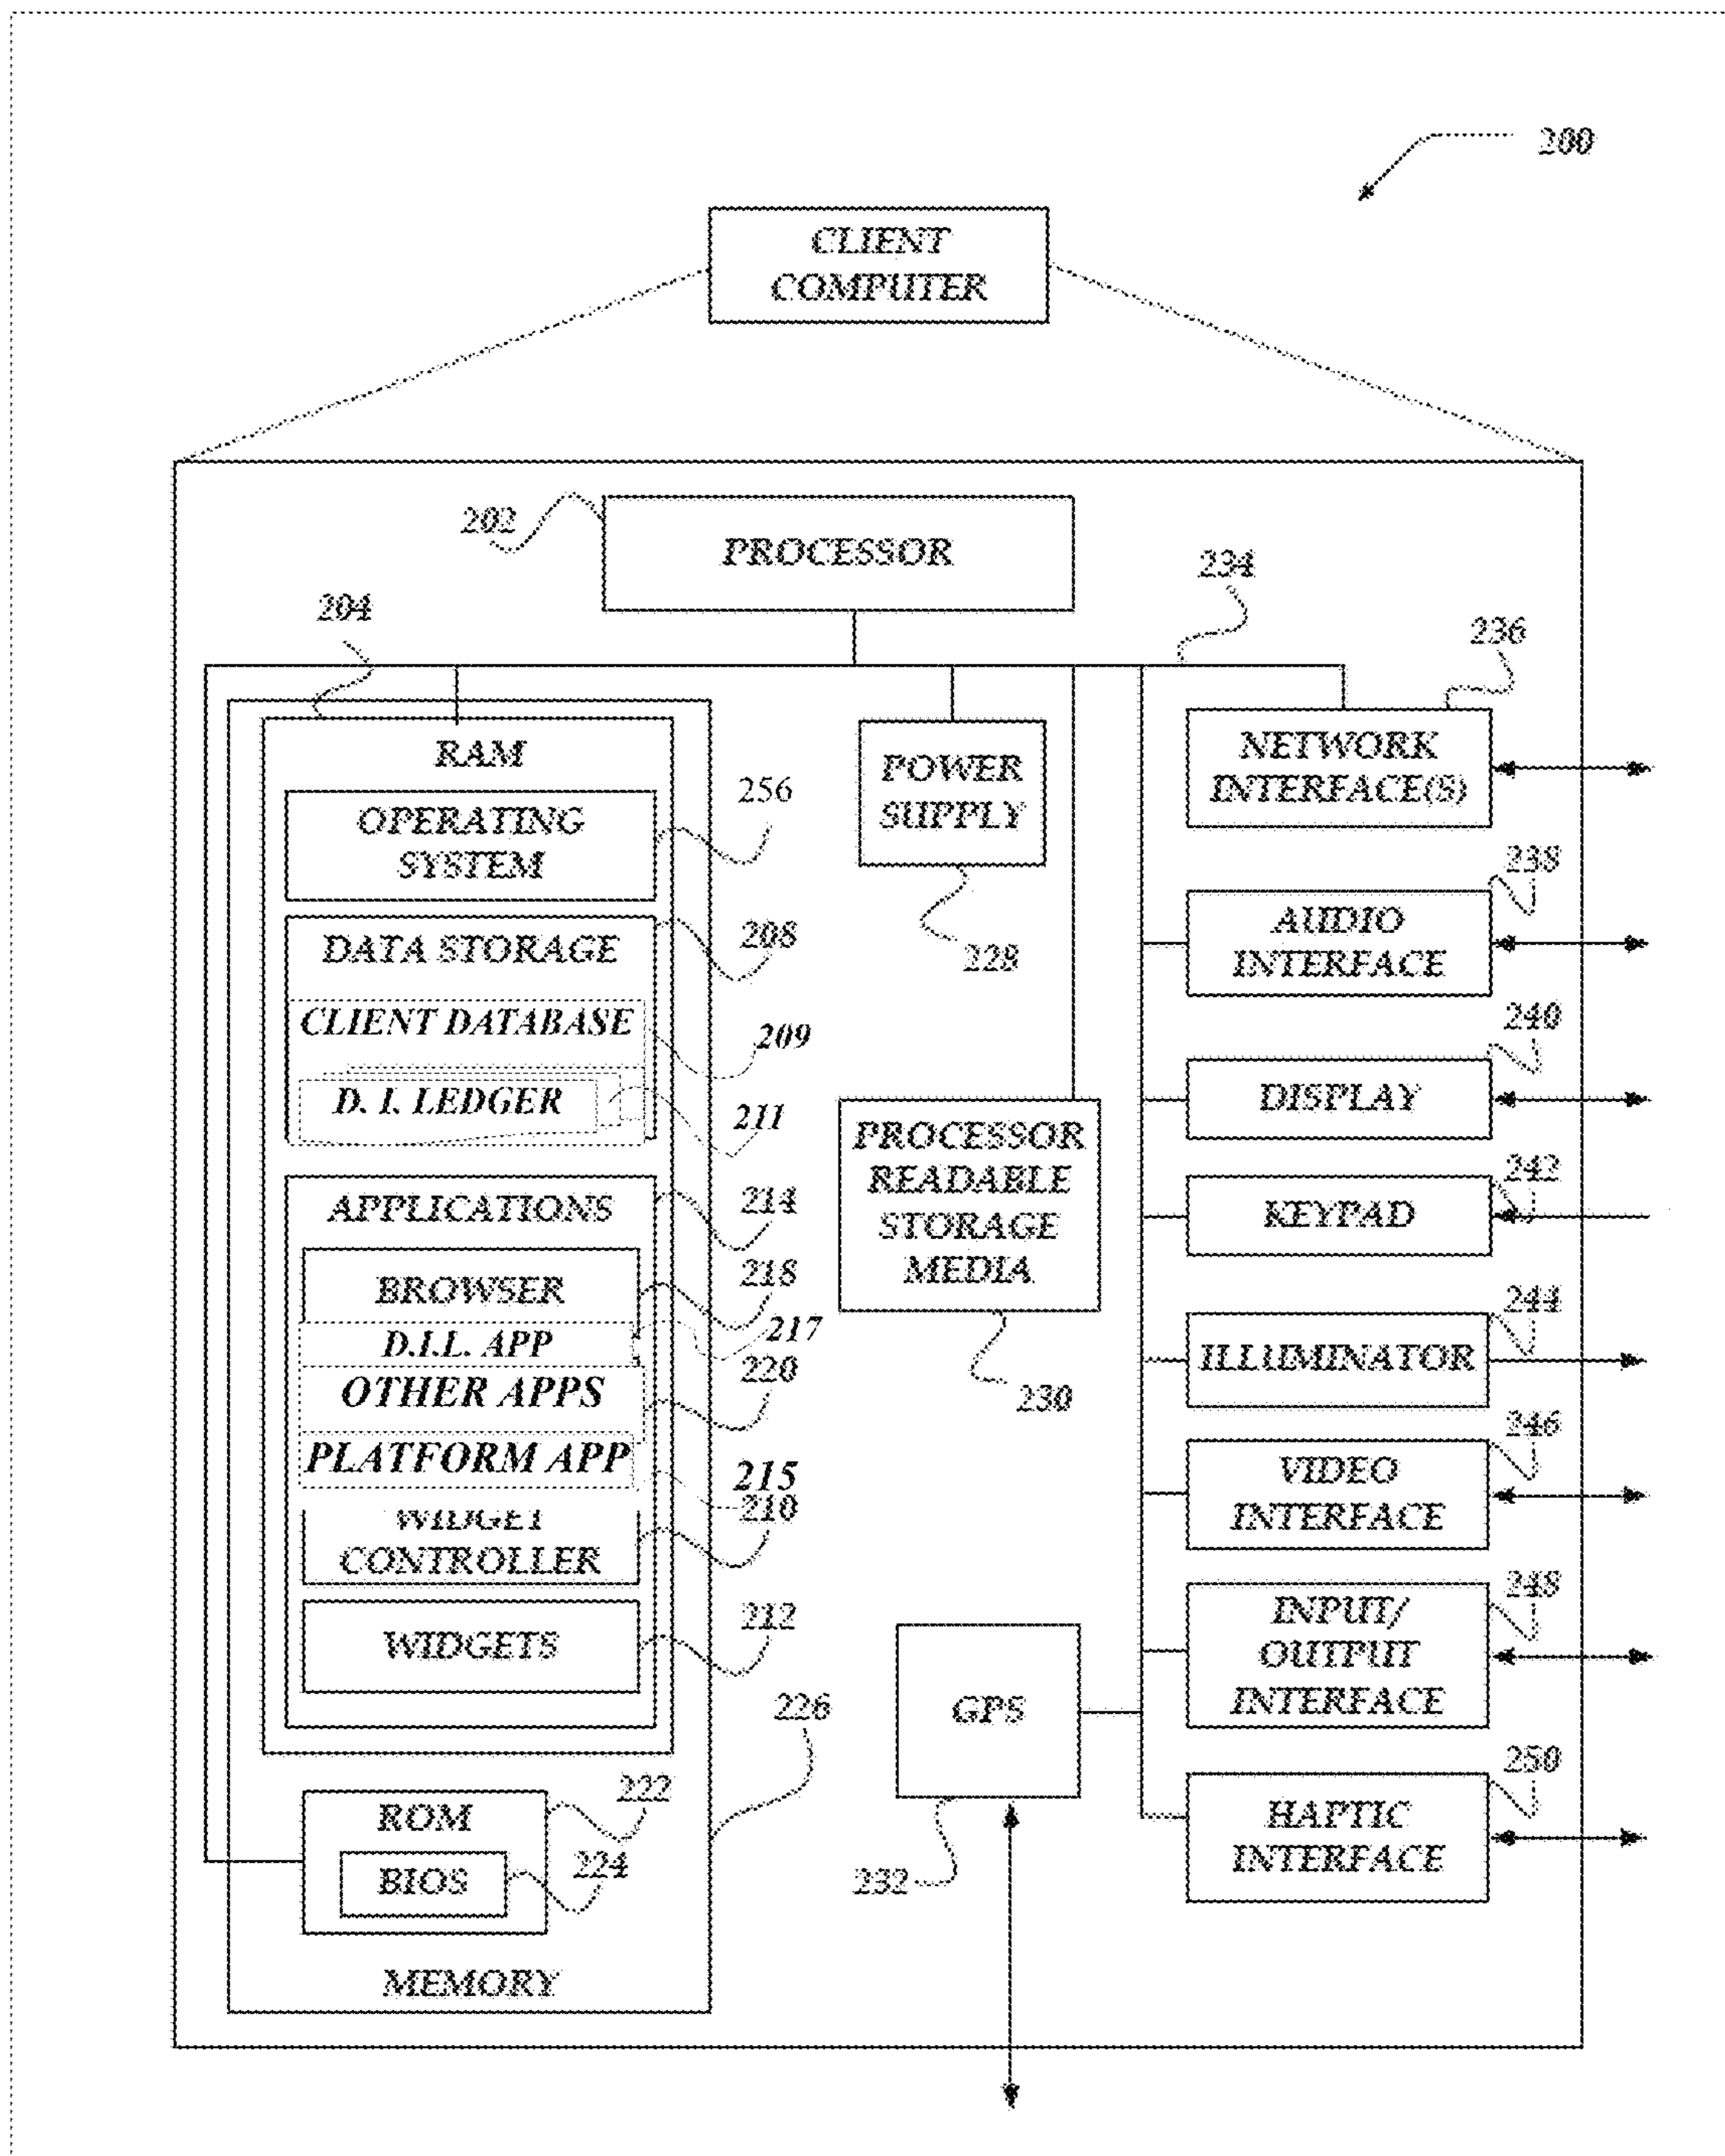 200
CLIENT
COMPUTER
202
PROCESSOR
204
234
236
RAM
OPERATING
SYSTEM
256
POWER
SUPPLY
228
NETWORK
INTERFACE(S)
DATA STORAGE
208
CLIENT DATABASE
209
D. I. LEDGER
211
238
AUDIO
INTERFACE
240
DISPLAY
PROCESSOR
READABLE
STORAGE
MEDIA
230
242
KEYPAD
APPLICATIONS
214
BROWSER
218
D.I.L. APP
217
OTHER APPS
220
PLATFORM APP
215
WIDGET
CONTROLLER
210
WIDGETS
212
244
ILLUMINATOR
246
VIDEO
INTERFACE
248
INPUT/
OUTPUT
INTERFACE
GPS
232
226
ROM
222
BIOS
224
250
HAPTIC
INTERFACE
MEMORY